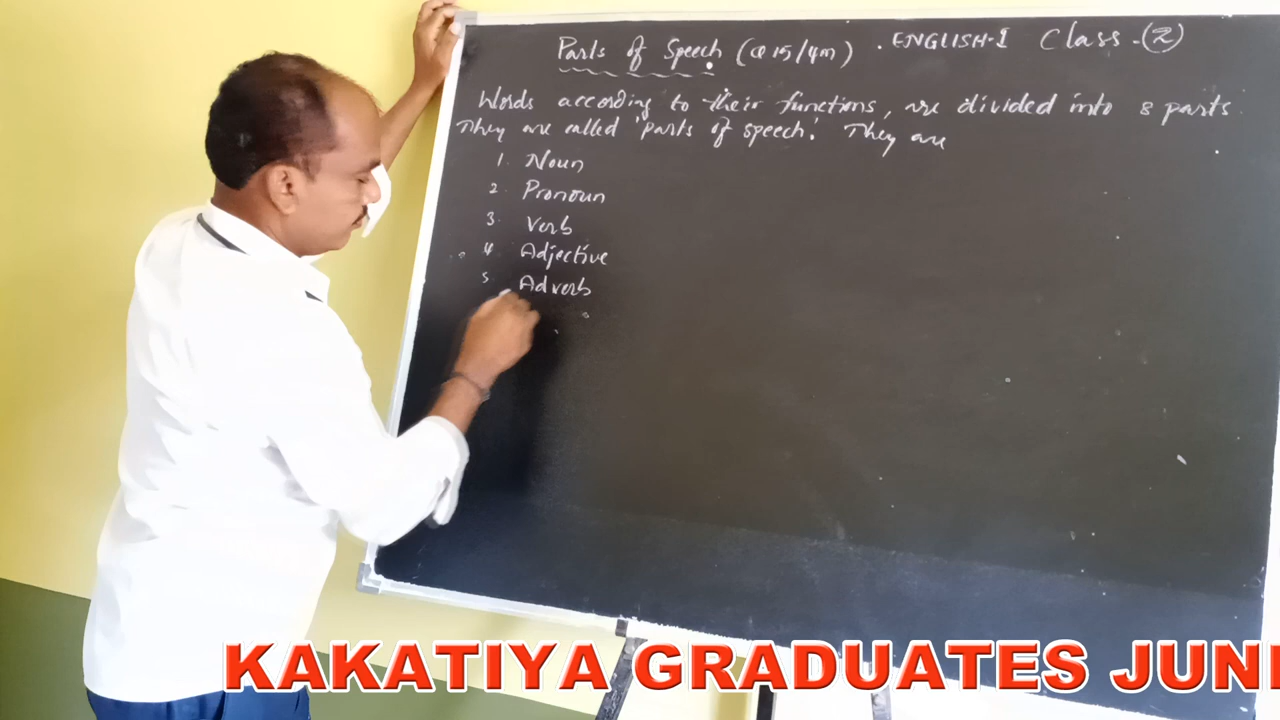 Parts of Speech (Q 15/4m) . ENGLISH-I Class-(2)
Words according to their functions, are divided into 8 parts.
They are called 'parts of speech.' They are
1. Noun
2. Pronoun
3. Verb
4. Adjective
5. Adverb
KAKATIYA GRADUATES JUNI